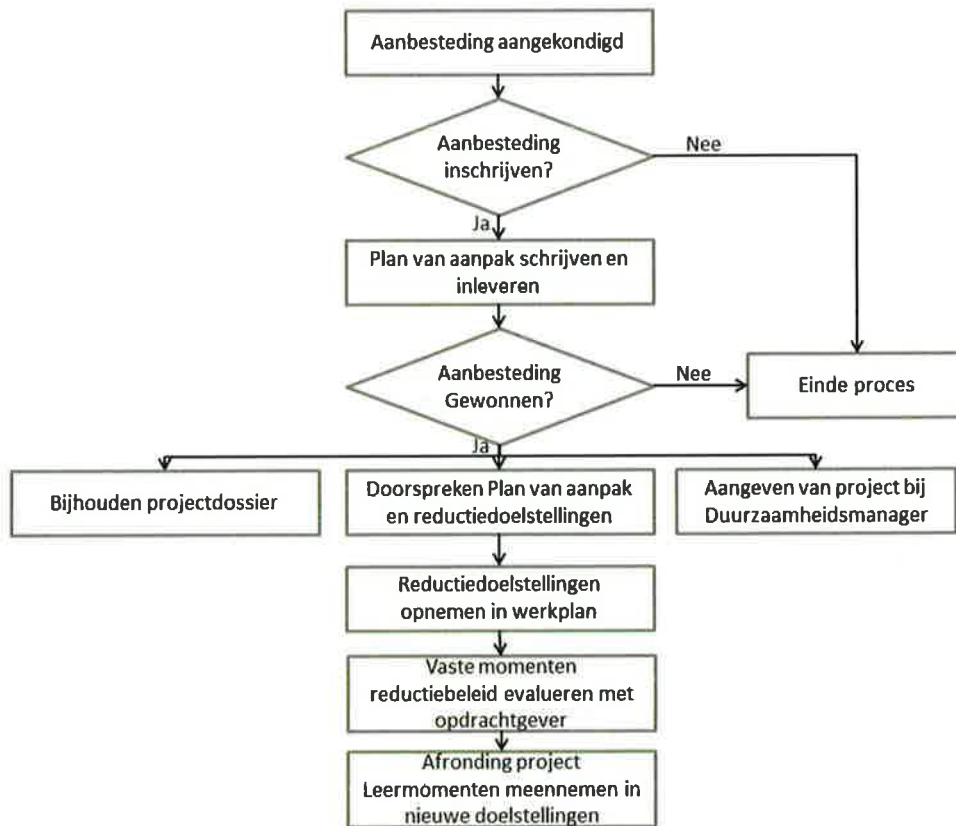 Aanbesteding aangekondigd
Aanbesteding
inschrijven?
Nee
Ja
Plan van aanpak schrijven en
inleveren
Aanbesteding
Gewonnen?
Nee
Einde proces
Ja
Bijhouden projectdossier
Doorspreken Plan van aanpak
en reductiedoelstellingen
Aangeven van project bij
Duurzaamheidsmanager
Reductiedoelstellingen
opnemen in werkplan
Vaste momenten
reductiebeleid evalueren met
opdrachtgever
Afronding project
Leermomenten meennemen in
nieuwe doelstellingen